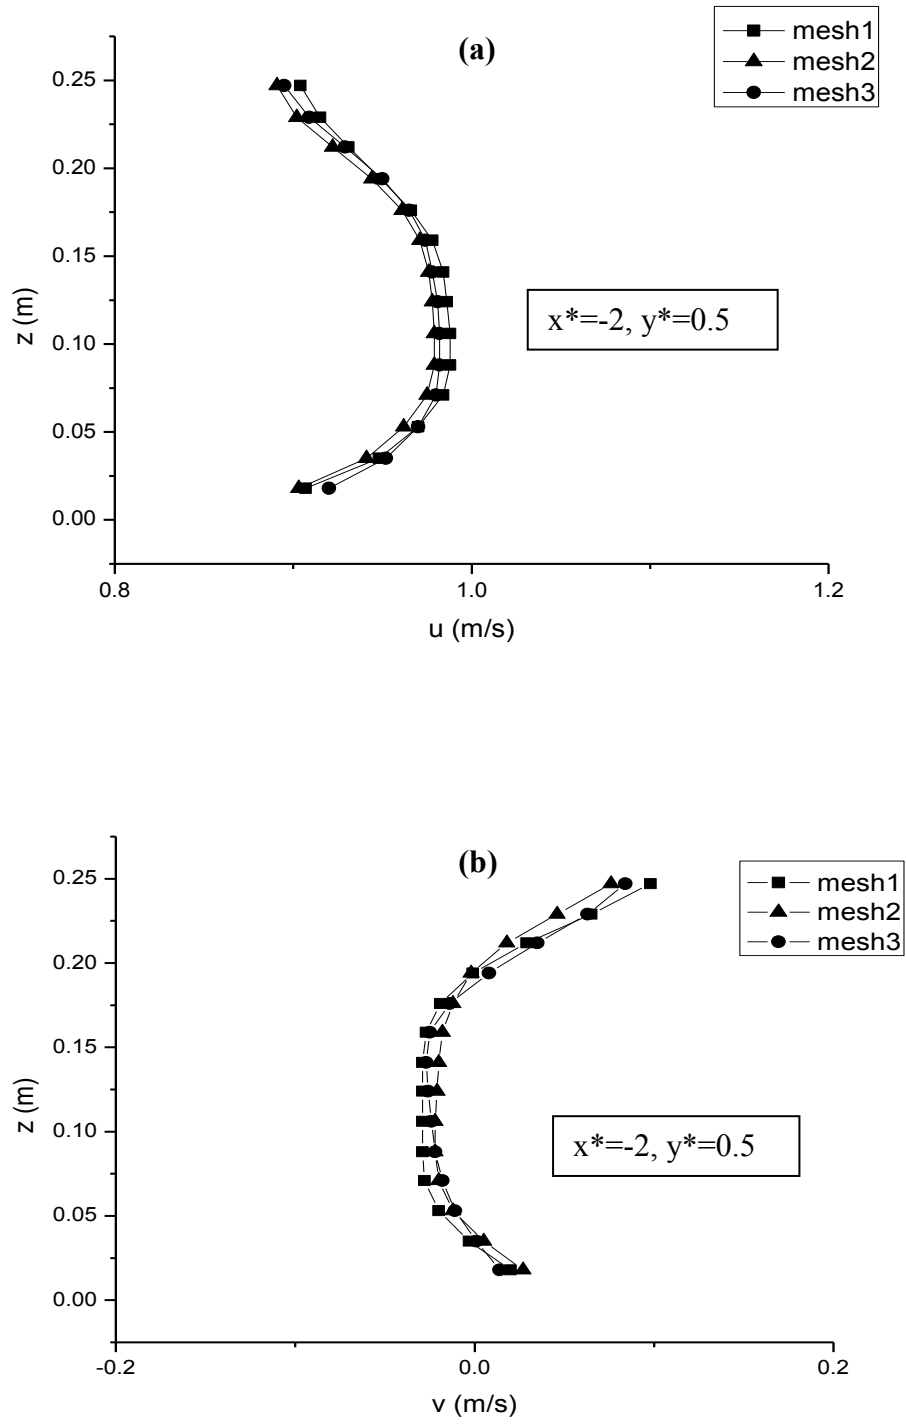 (a)
mesh1
mesh2
mesh3
0.25
0.20
0.15
0.10
0.05
0.00
z (m)
x*=-2, y*=0.5
0.8
1.0
1.2
u (m/s)
(b)
mesh1
mesh2
mesh3
0.25
0.20
0.15
0.10
0.05
0.00
z (m)
x*=-2, y*=0.5
-0.2
0.0
0.2
v (m/s)